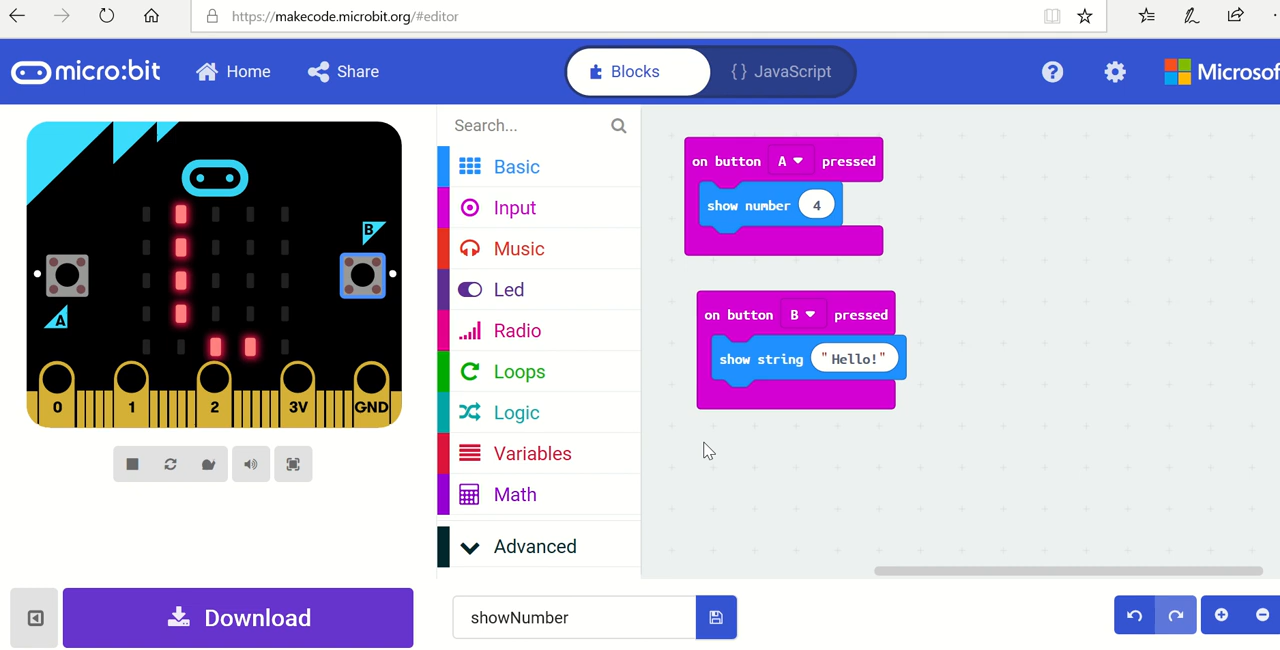 https://makecode.microbit.org/#editor
micro:bit Home Share Blocks {} JavaScript ? Microsof
Search...
Basic
Input
Music
Led
Radio
Loops
Logic
Variables
Math
Advanced
B
A
0 1 2 3V GND
on button A pressed
show number 4
on button B pressed
show string "Hello!"
Download
showNumber